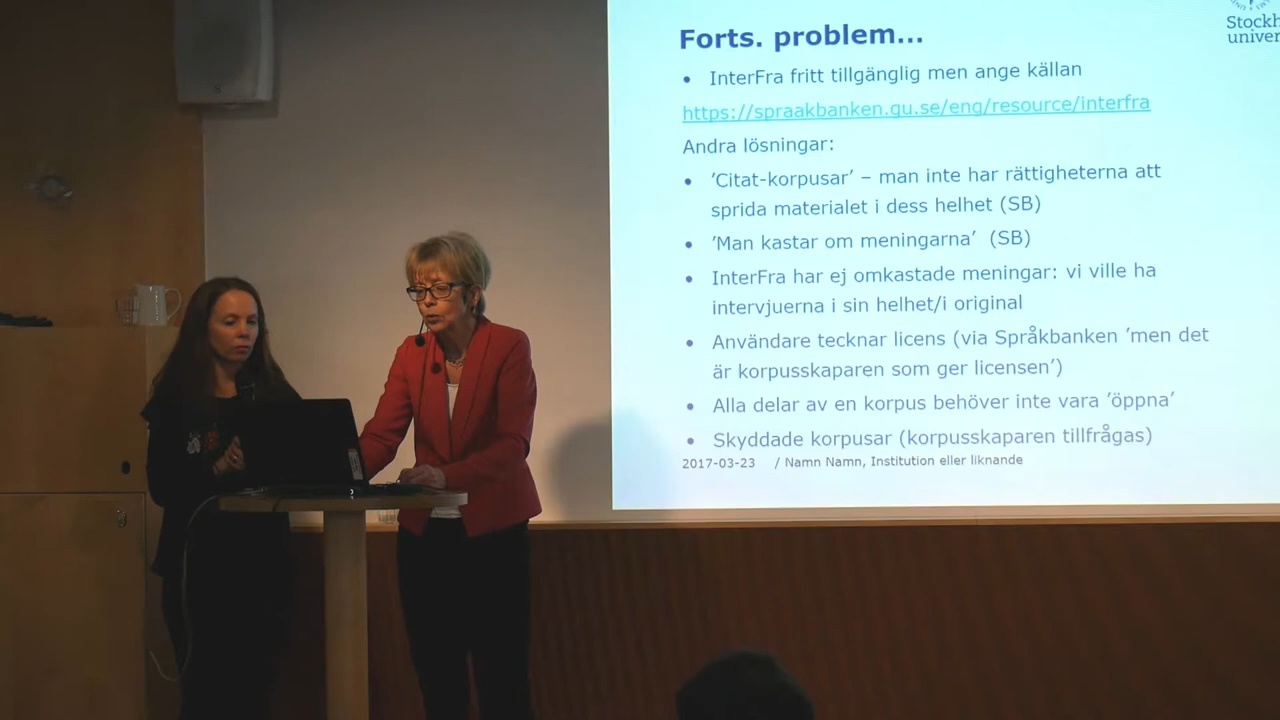 Forts. problem...
• InterFra fritt tillgänglig men ange källan
https://spraakbanken.gu.se/eng/resource/interfra
Andra lösningar:
• ’Citat-korpusar’ – man inte har rättigheterna att
sprida materialet i dess helhet (SB)
• ’Man kastar om meningarna’ (SB)
• InterFra har ej omkastade meningar: vi ville ha
intervjuerna i sin helhet/i original
• Användare tecknar licens (via Språkbanken ’men det
är korpusskaparen som ger licensen’)
• Alla delar av en korpus behöver inte vara ’öppna’
• Skyddade korpusar (korpusskaparen tillfrågas)
2017-03-23 / Namn Namn, Institution eller liknande
Stockh
univer